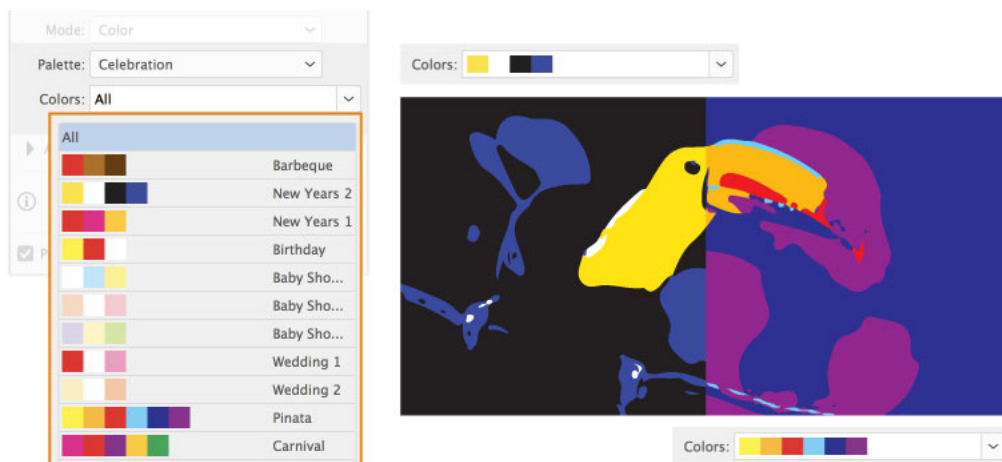 Mode: Color
Palette: Celebration
Colors: All
All
Barbeque
New Years 2
New Years 1
Birthday
Baby Sho...
Baby Sho...
Baby Sho...
Wedding 1
Wedding 2
Pinata
Carnival
Colors:
Colors: